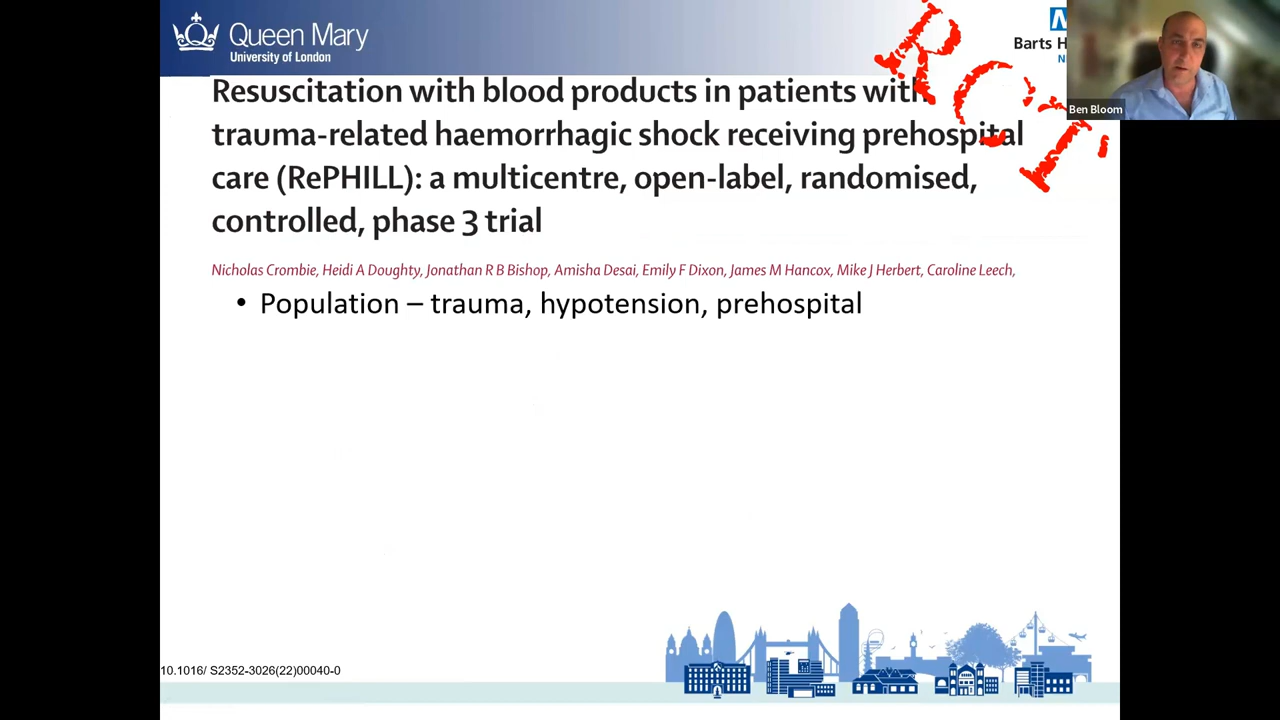 Queen Mary
University of London
Barts H
N
Ben Bloom
RCT
Resuscitation with blood products in patients with
trauma-related haemorrhagic shock receiving prehospital
care (RePHILL): a multicentre, open-label, randomised,
controlled, phase 3 trial
Nicholas Crombie, Heidi A Doughty, Jonathan R B Bishop, Amisha Desai, Emily F Dixon, James M Hancox, Mike J Herbert, Caroline Leech,
• Population – trauma, hypotension, prehospital
10.1016/ S2352-3026(22)00040-0